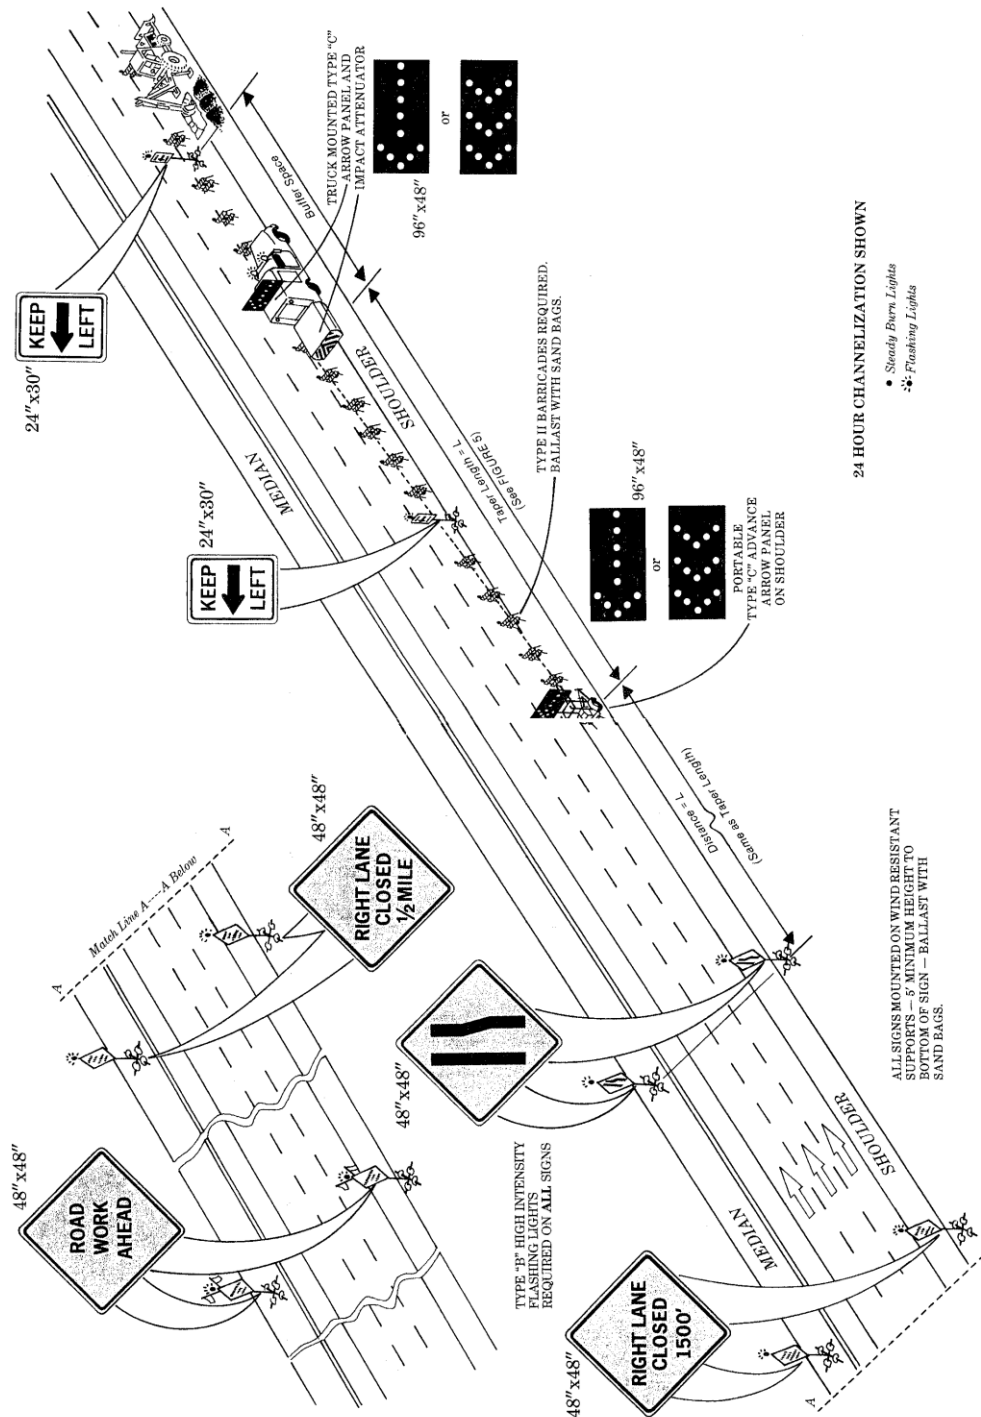 48"x48"
ROAD
WORK
AHEAD
Match Line A-----A Below
A
A
48"x48"
RIGHT LANE
CLOSED
½ MILE
24"x30"
KEEP
LEFT
24"x30"
KEEP
LEFT
MEDIAN
48"x48"
TYPE "B" HIGH INTENSITY
FLASHING LIGHTS
REQUIRED ON ALL SIGNS
48"x48"
RIGHT LANE
CLOSED
1500'
MEDIAN
SHOULDER
A
A
SHOULDER
Buffer Space
TRUCK MOUNTED TYPE "C"
ARROW PANEL AND
IMPACT ATTENUATOR
96"x48"
or
Taper Length = L
(See FIGURE 5)
TYPE II BARRICADES REQUIRED.
BALLAST WITH SAND BAGS.
96"x48"
or
PORTABLE
TYPE "C" ADVANCE
ARROW PANEL
ON SHOULDER
Distance = L
(Same as Taper Length)
ALL SIGNS MOUNTED ON WIND RESISTANT
SUPPORTS — 5' MINIMUM HEIGHT TO
BOTTOM OF SIGN — BALLAST WITH
SAND BAGS.
24 HOUR CHANNELIZATION SHOWN
Steady Burn Lights
Flashing Lights